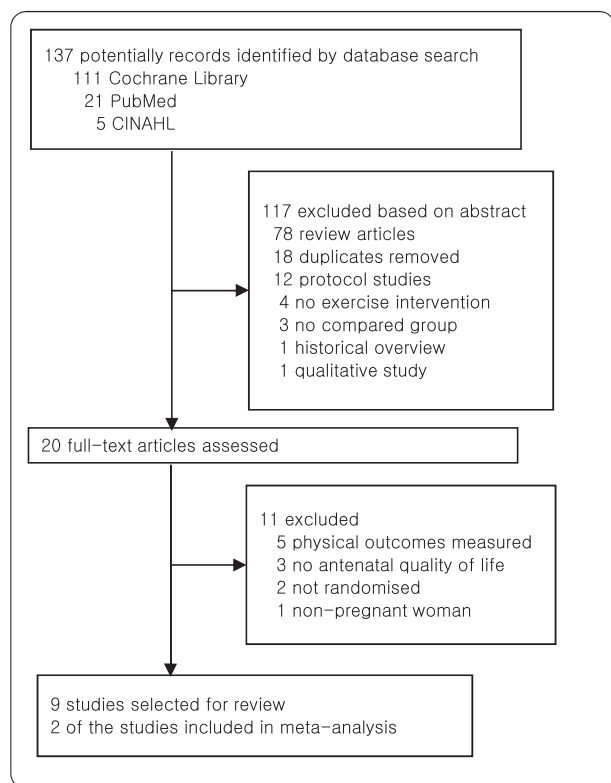 137 potentially records identified by database search
111 Cochrane Library
21 PubMed
5 CINAHL
117 excluded based on abstract
78 review articles
18 duplicates removed
12 protocol studies
4 no exercise intervention
3 no compared group
1 historical overview
1 qualitative study
20 full-text articles assessed
11 excluded
5 physical outcomes measured
3 no antenatal quality of life
2 not randomised
1 non-pregnant woman
9 studies selected for review
2 of the studies included in meta-analysis